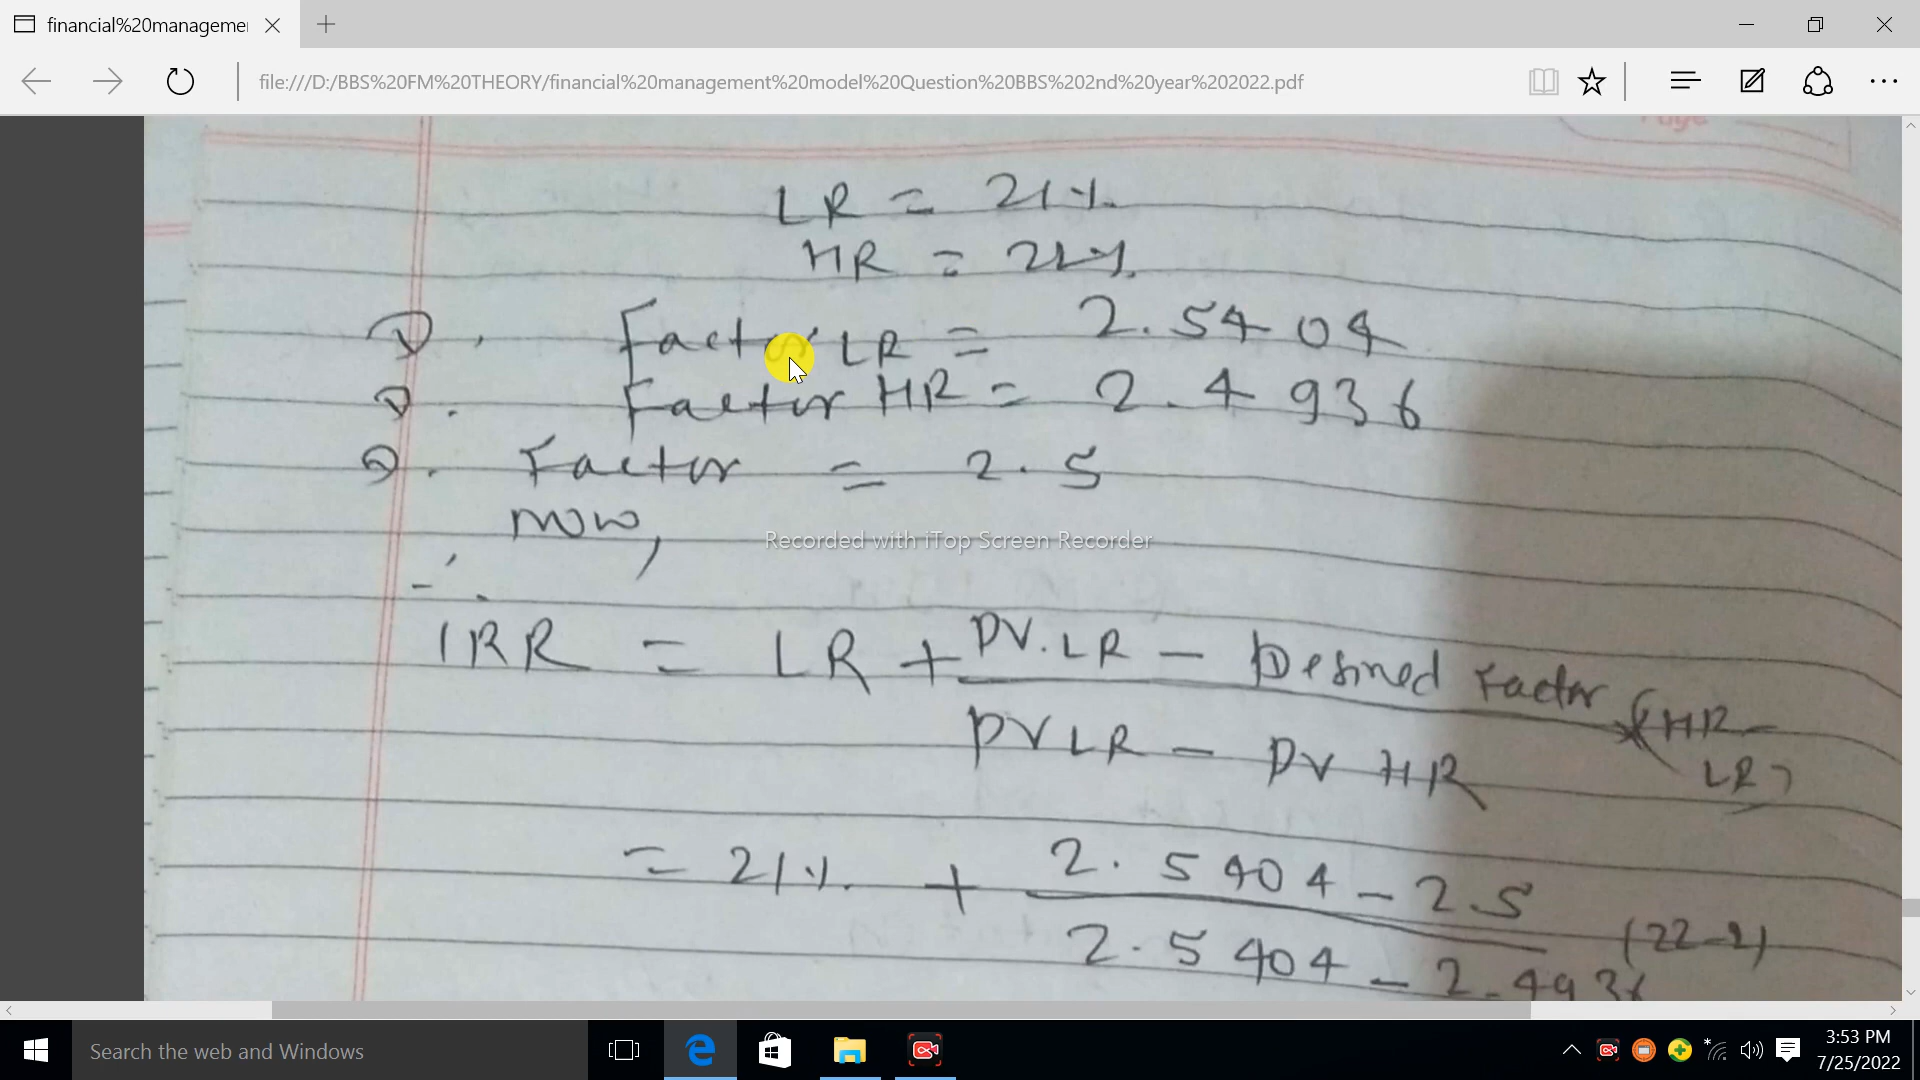 financial%20manageme
file:///D:/BBS%20FM%20THEORY/financial%20management%20model%20Question%20BBS%202nd%20year%202022.pdf
Page
LR = 21%.
HR = 22%.
D. Factor LR = 2.5404
D. Factor HR = 2.4936
D. Factor = 2.5
now,
Recorded with iTop Screen Recorder
IRR = LR + PV.LR - Desired Factor (HR-
PVLR - PV HR LR)
= 21%. + 2.5404 - 2.5
2.5404 - 2.4936 (22-21)
Search the web and Windows
3:53 PM
7/25/2022